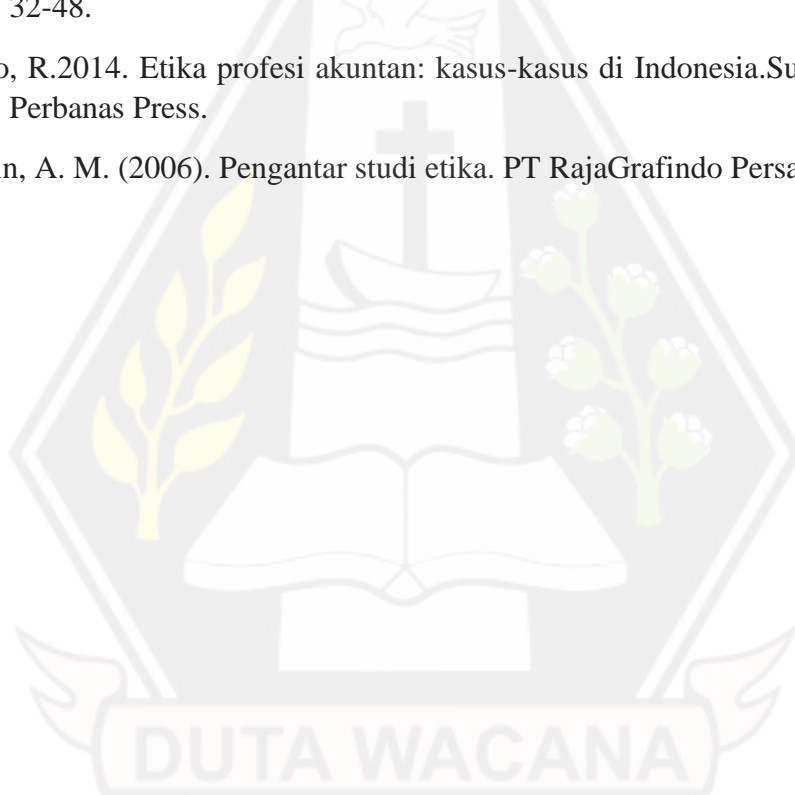 32-48.
o, R.2014. Etika profesi akuntan: kasus-kasus di Indonesia.Su
Perbanas Press.
in, A. M. (2006). Pengantar studi etika. PT RajaGrafindo Persa
DUTA WACANA